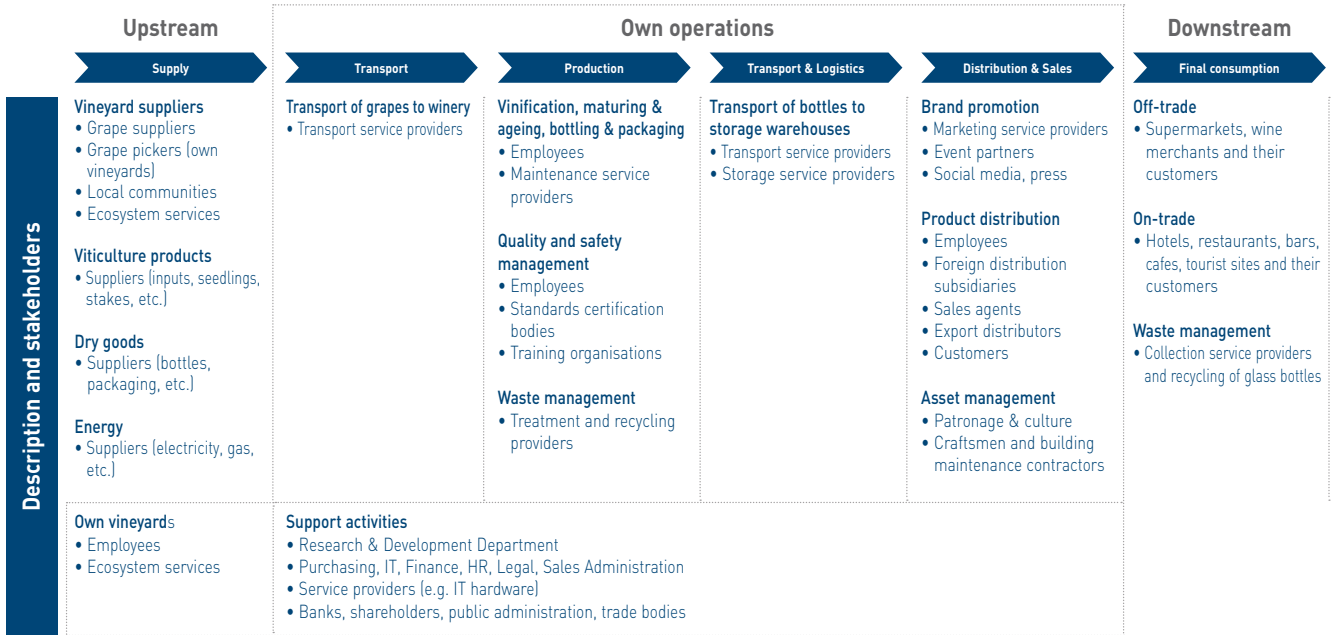 Upstream
Own operations
Downstream
Supply
Transport
Production
Transport & Logistics
Distribution & Sales
Final consumption
Description and stakeholders
Vineyard suppliers
• Grape suppliers
• Grape pickers (own
vineyards)
• Local communities
• Ecosystem services
Viticulture products
• Suppliers (inputs, seedlings,
stakes, etc.)
Dry goods
• Suppliers (bottles,
packaging, etc.)
Energy
• Suppliers (electricity, gas,
etc.)
Transport of grapes to winery
• Transport service providers
Vinification, maturing &
ageing, bottling & packaging
• Employees
• Maintenance service
providers
Quality and safety
management
• Employees
• Standards certification
bodies
• Training organisations
Waste management
• Treatment and recycling
providers
Transport of bottles to
storage warehouses
• Transport service providers
• Storage service providers
Brand promotion
• Marketing service providers
• Event partners
• Social media, press
Product distribution
• Employees
• Foreign distribution
subsidiaries
• Sales agents
• Export distributors
• Customers
Asset management
• Patronage & culture
• Craftsmen and building
maintenance contractors
Off-trade
• Supermarkets, wine
merchants and their
customers
On-trade
• Hotels, restaurants, bars,
cafes, tourist sites and their
customers
Waste management
• Collection service providers
and recycling of glass bottles
Own vineyards
• Employees
• Ecosystem services
Support activities
• Research & Development Department
• Purchasing, IT, Finance, HR, Legal, Sales Administration
• Service providers (e.g. IT hardware)
• Banks, shareholders, public administration, trade bodies